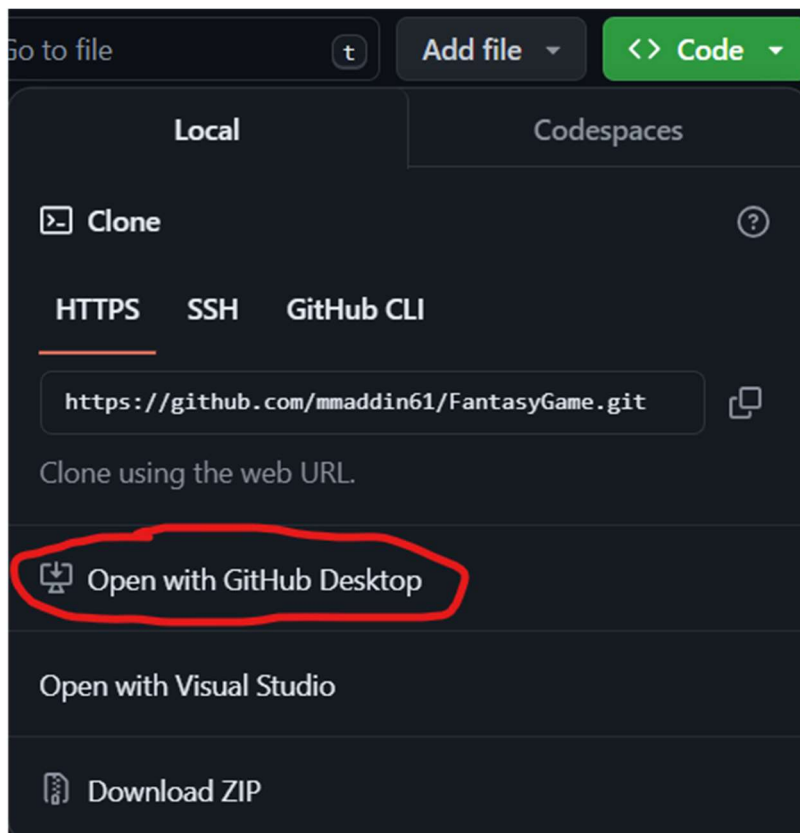 Go to file t Add file <> Code
Local Codespaces
Clone
HTTPS SSH GitHub CLI
https://github.com/mmaddin61/FantasyGame.git
Clone using the web URL.
Open with GitHub Desktop
Open with Visual Studio
Download ZIP